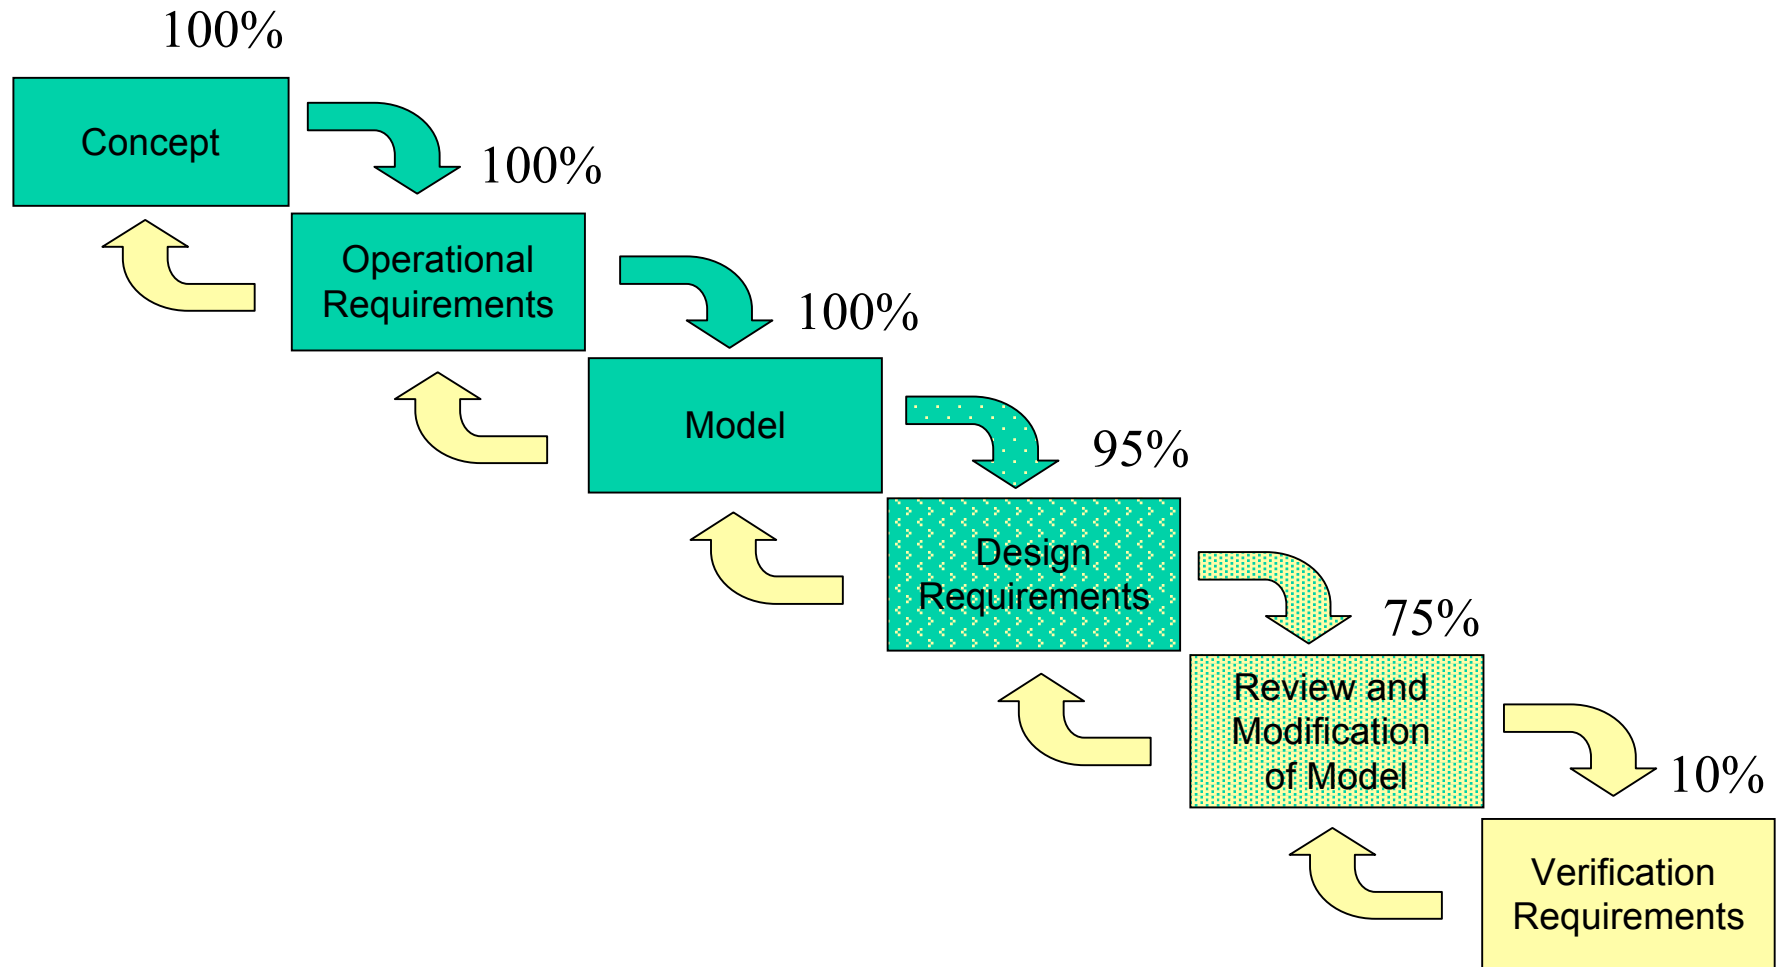 100%
Concept
100%
Operational
Requirements
100%
Model
95%
Design
Requirements
75%
Review and
Modification
of Model
10%
Verification
Requirements